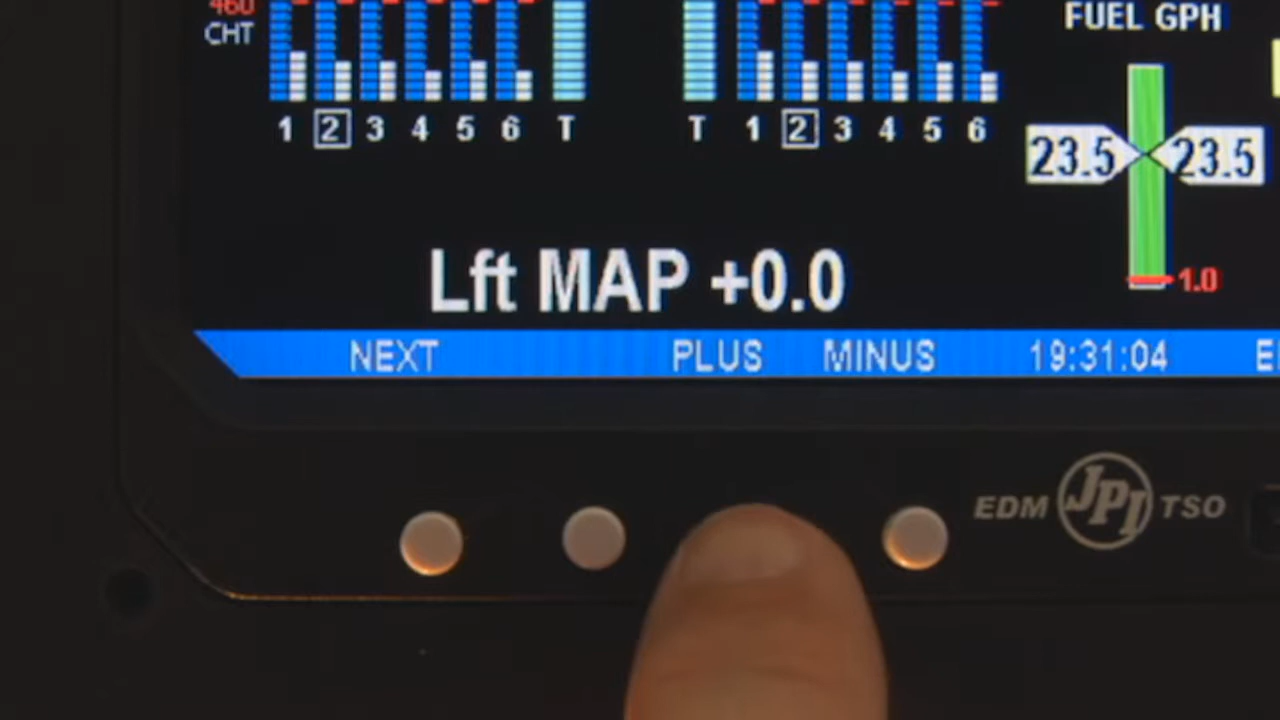 460
CHT
FUEL GPH
1 2 3 4 5 6 T
T 1 2 3 4 5 6
23.5 23.5
Lft MAP +0.0
1.0
NEXT PLUS MINUS 19:31:04
EDM JPI TSO